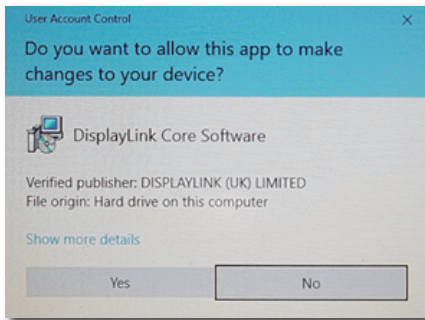 User Account Control
Do you want to allow this app to make
changes to your device?
DisplayLink Core Software
Verified publisher: DISPLAYLINK (UK) LIMITED
File origin: Hard drive on this computer
Show more details
Yes
No